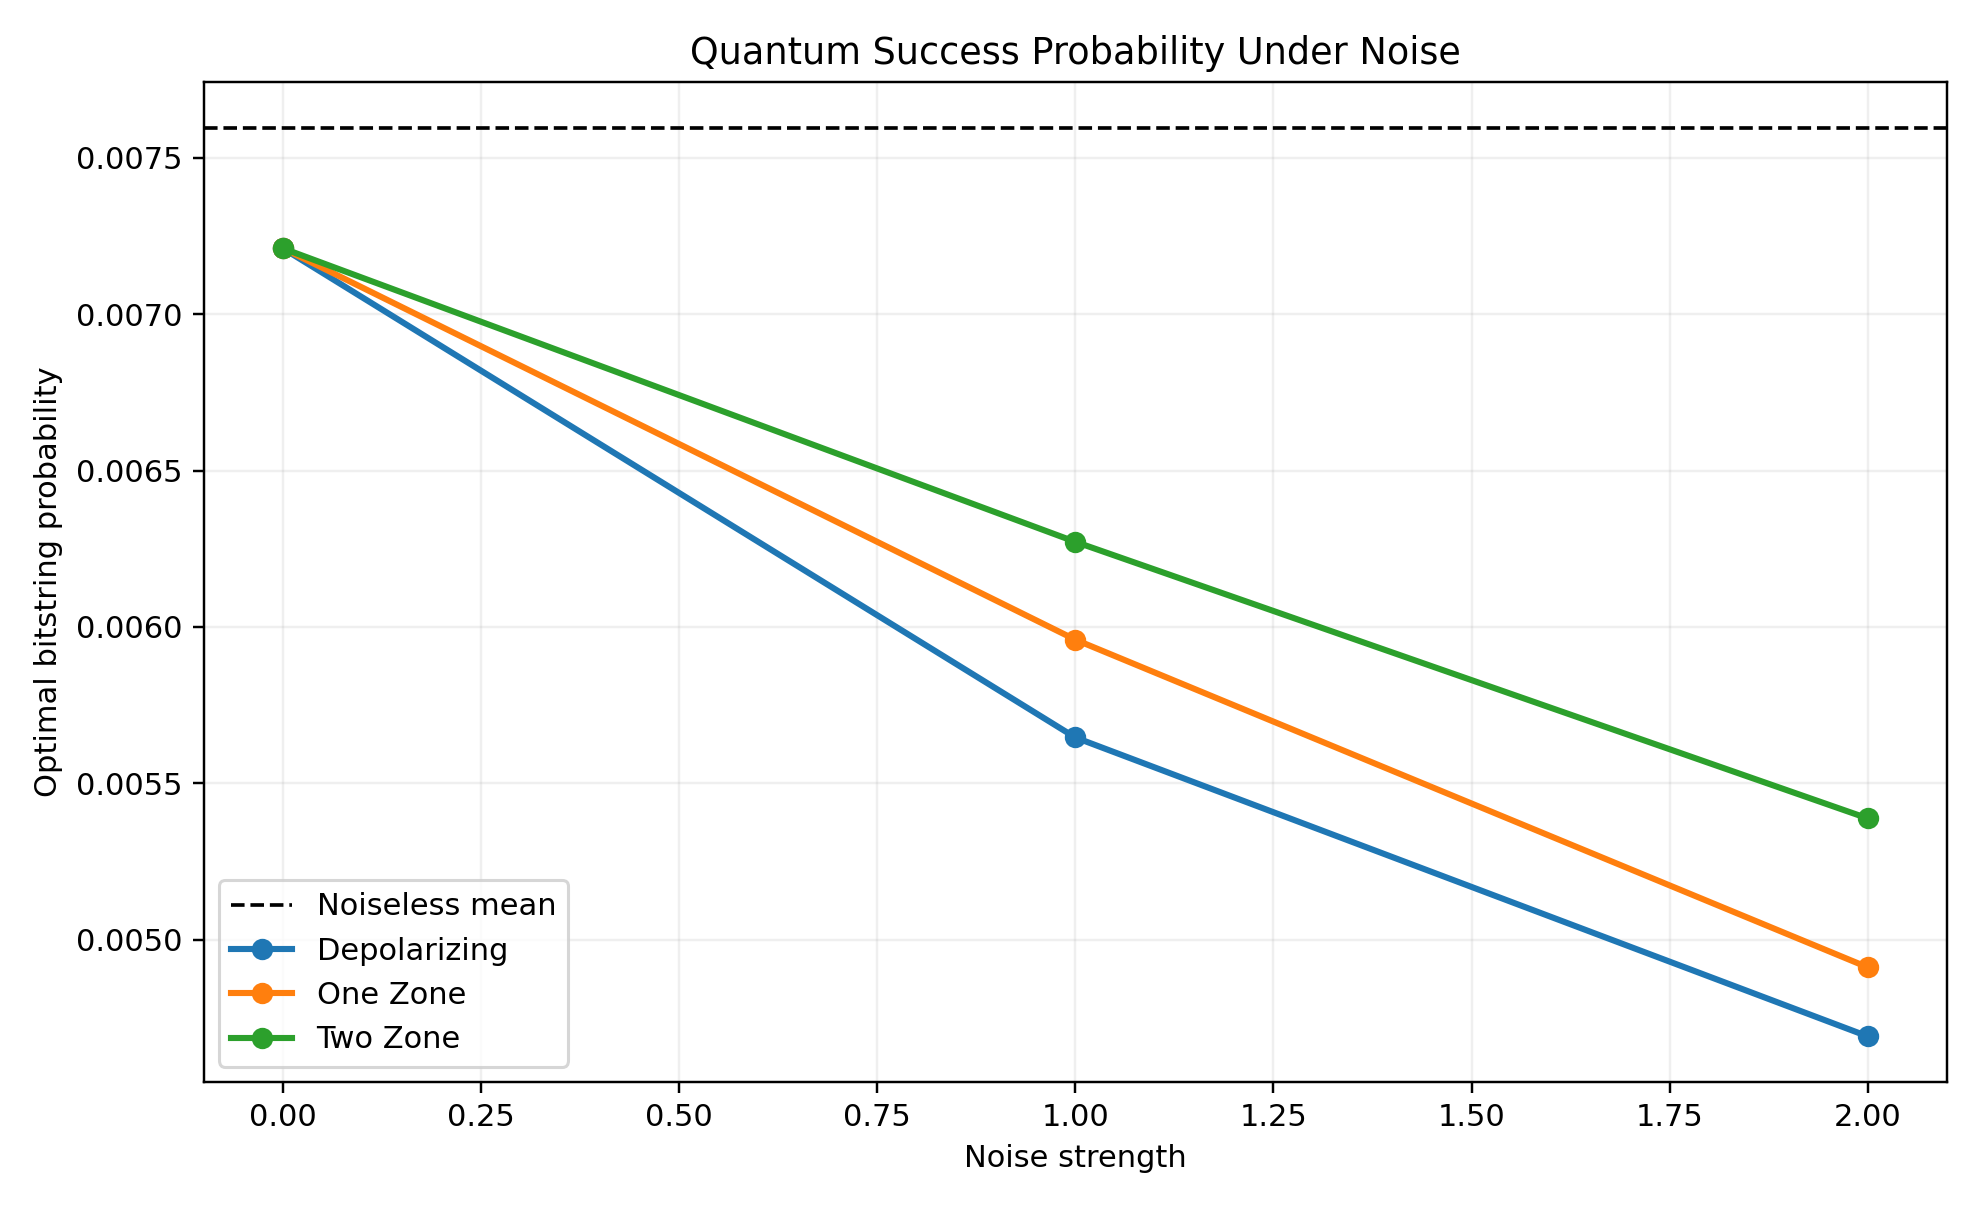 Quantum Success Probability Under Noise
Optimal bitstring probability
0.0075
0.0070
0.0065
0.0060
0.0055
0.0050
Noiseless mean
Depolarizing
One Zone
Two Zone
0.00 0.25 0.50 0.75 1.00 1.25 1.50 1.75 2.00
Noise strength